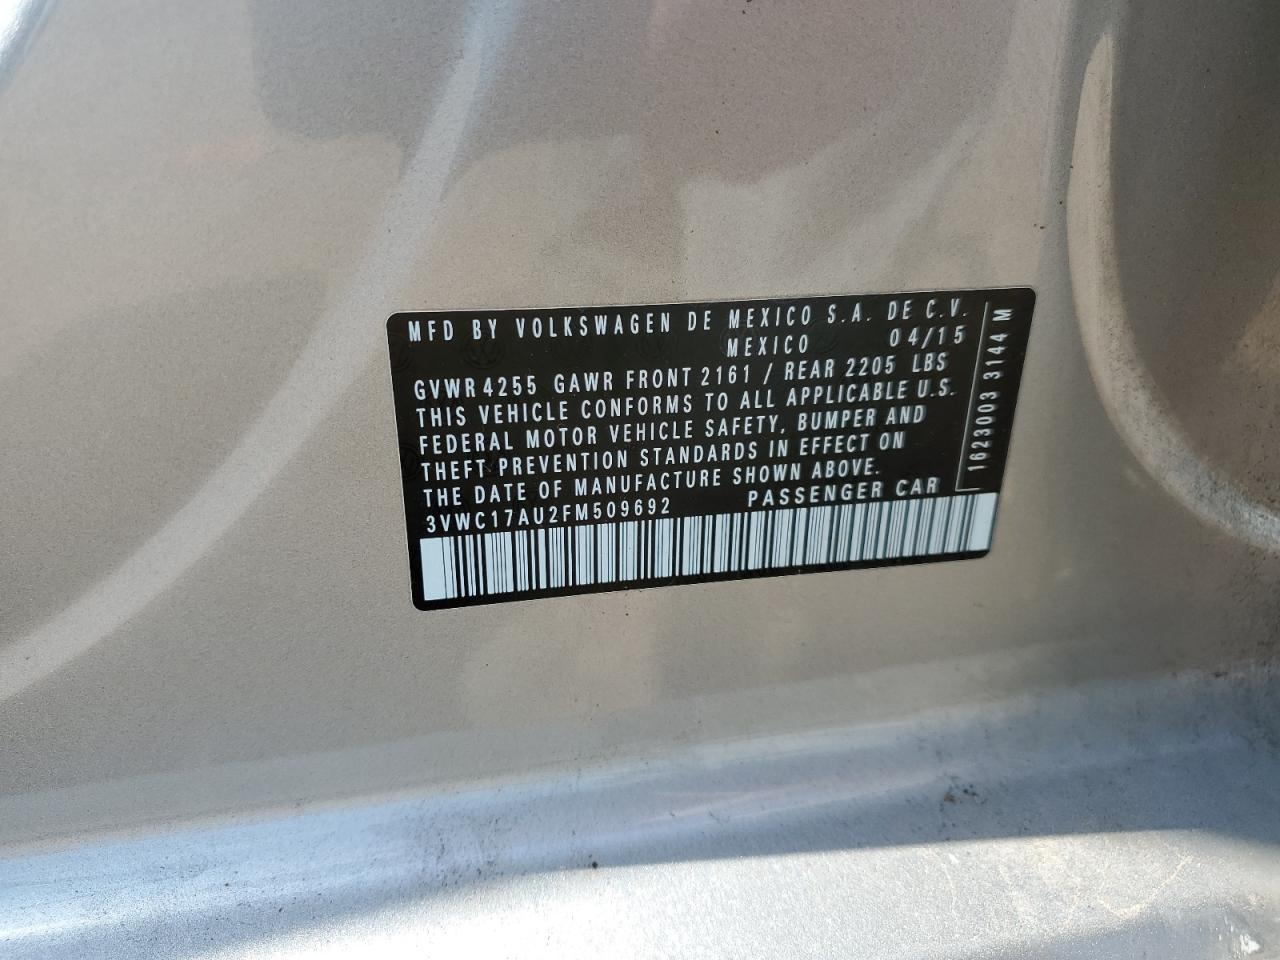 MFD BY VOLKSWAGEN DE MEXICO S.A. DE C.V.
MEXICO 04/15
GVWR 4255 GAWR FRONT 2161 / REAR 2205 LBS
THIS VEHICLE CONFORMS TO ALL APPLICABLE U.S.
FEDERAL MOTOR VEHICLE SAFETY, BUMPER AND
THEFT PREVENTION STANDARDS IN EFFECT ON
THE DATE OF MANUFACTURE SHOWN ABOVE.
3VWC17AU2FM509692 PASSENGER CAR
1623003 3144 M